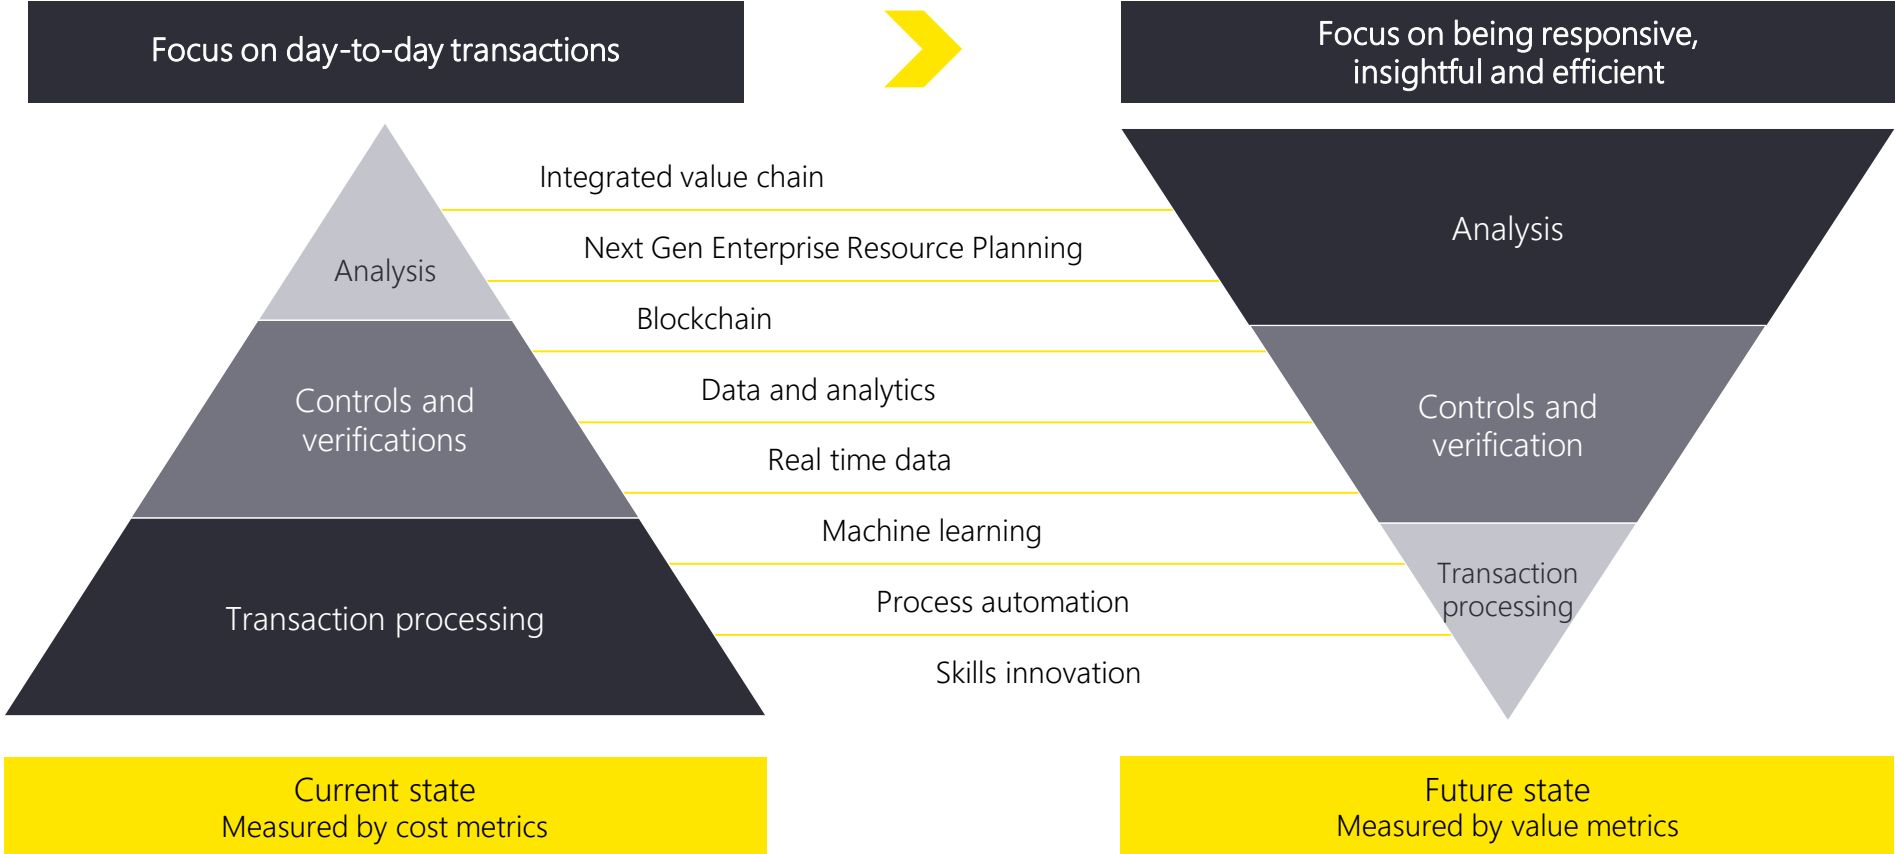 Focus on day-to-day transactions
Focus on being responsive,
insightful and efficient
Analysis
Controls and
verifications
Transaction processing
Integrated value chain
Next Gen Enterprise Resource Planning
Blockchain
Data and analytics
Real time data
Machine learning
Process automation
Skills innovation
Analysis
Controls and
verification
Transaction
processing
Current state
Measured by cost metrics
Future state
Measured by value metrics